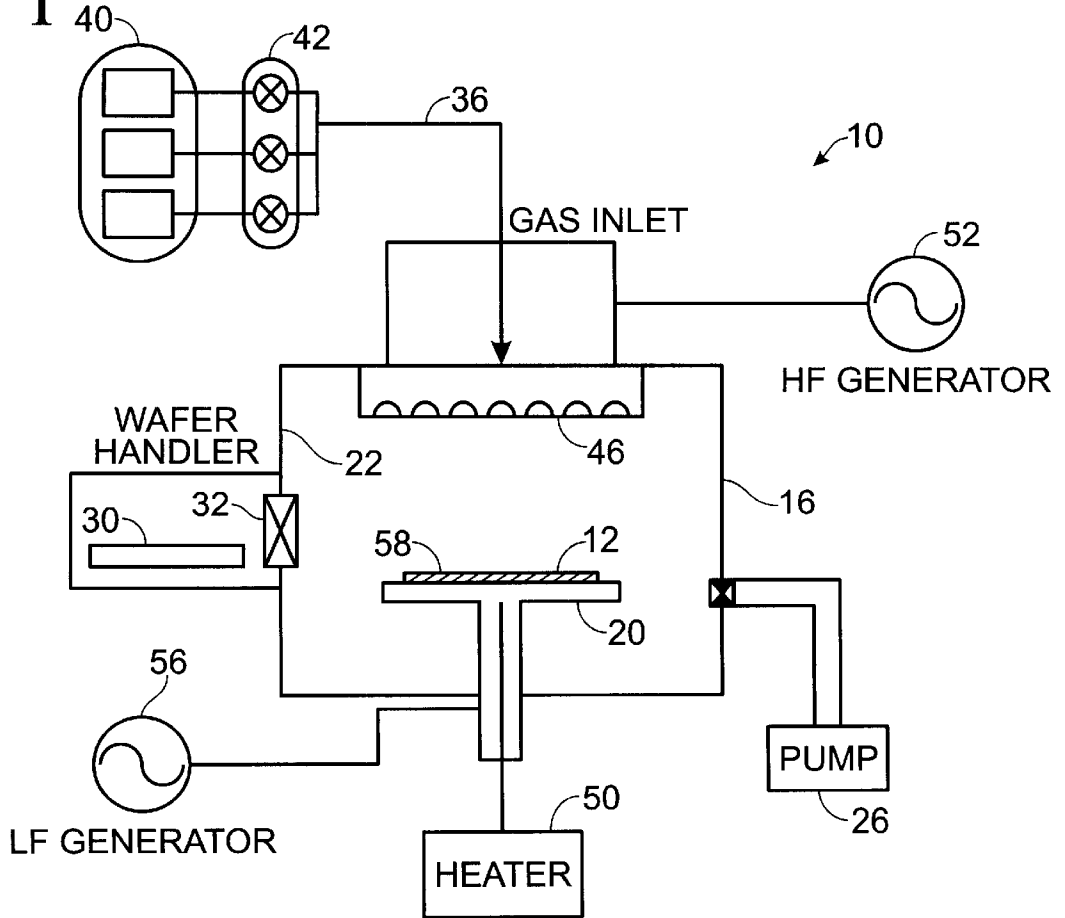 1
40
42
36
10
GAS INLET
52
HF GENERATOR
WAFER
HANDLER
22
46
32
16
30
58
12
20
56
LF GENERATOR
50
HEATER
PUMP
26